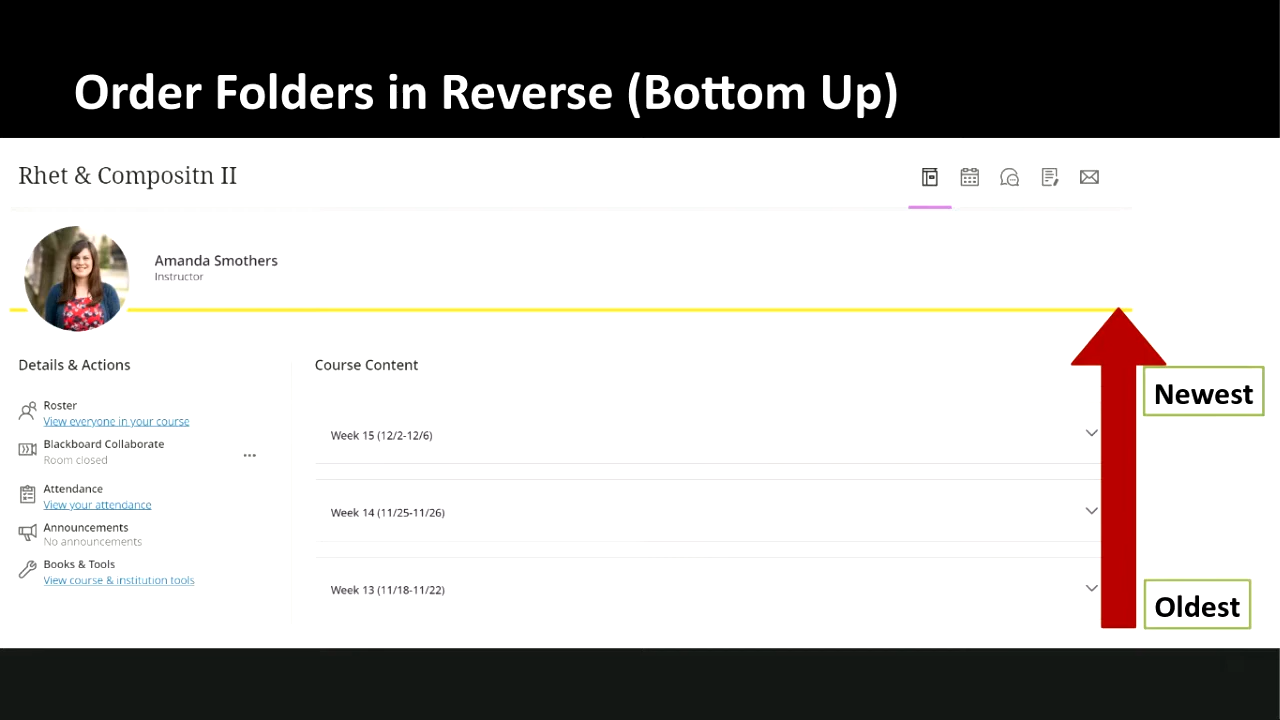 Order Folders in Reverse (Bottom Up)
Rhet & Compositn II
Amanda Smothers
Instructor
Details & Actions
Roster
View everyone in your course
Blackboard Collaborate
Room closed
Attendance
View your attendance
Announcements
No announcements
Books & Tools
View course & institution tools
Course Content
Week 15 (12/2-12/6)
Week 14 (11/25-11/26)
Week 13 (11/18-11/22)
Newest
Oldest